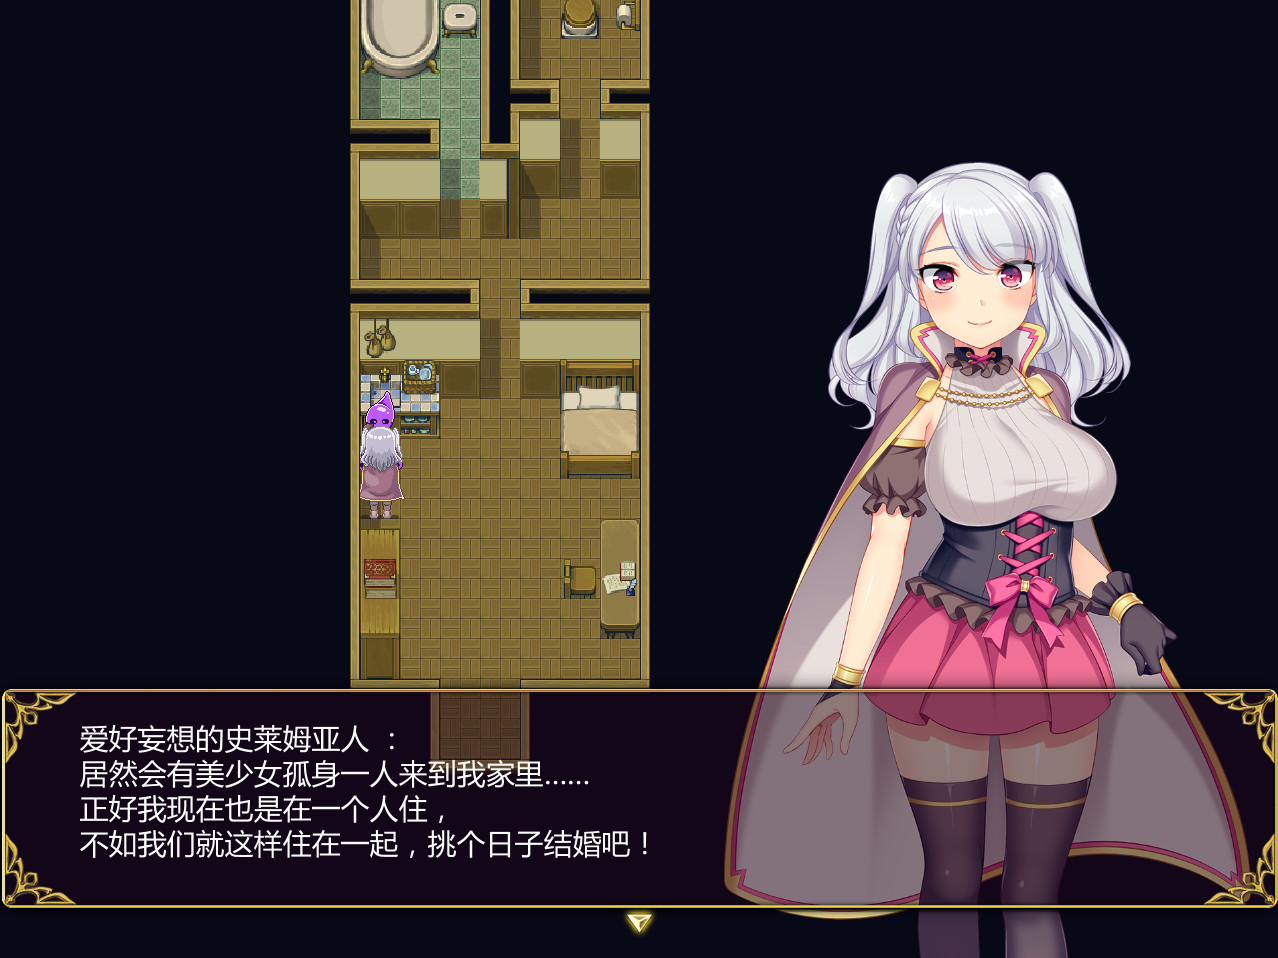 爱好妄想的史莱姆亚人 ：
居然会有美少女孤身一人来到我家里……
正好我现在也是在一个人住，
不如我们就这样住在一起，挑个日子结婚吧！